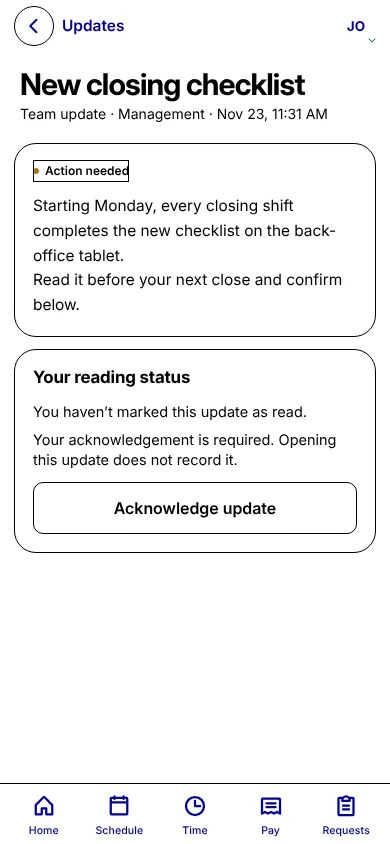 Updates
JO
New closing checklist
Team update · Management · Nov 23, 11:31 AM
Action needed
Starting Monday, every closing shift
completes the new checklist on the back-
office tablet.
Read it before your next close and confirm
below.
Your reading status
You haven’t marked this update as read.
Your acknowledgement is required. Opening
this update does not record it.
Acknowledge update
Home
Schedule
Time
Pay
Requests